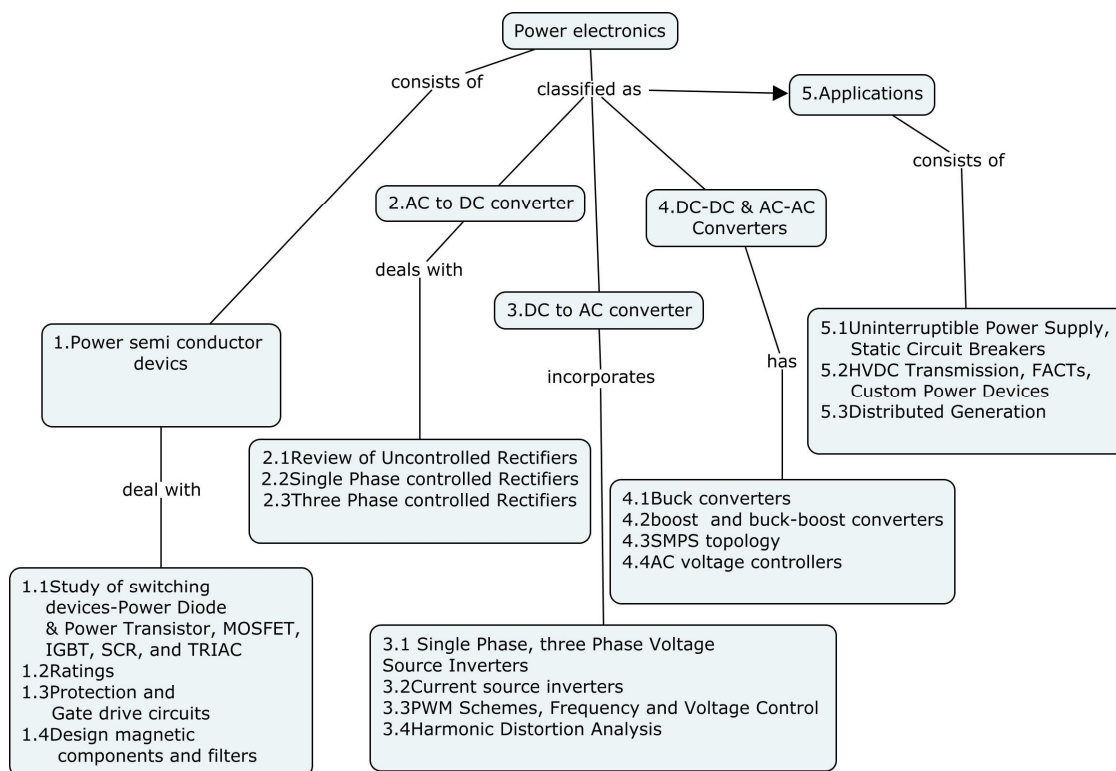 Power electronics
consists of
classified as
5.Applications
consists of
2.AC to DC converter
4.DC-DC & AC-AC
Converters
deals with
3.DC to AC converter
1.Power semi conductor
devics
5.1Uninterruptible Power Supply,
Static Circuit Breakers
5.2HVDC Transmission, FACTs,
Custom Power Devices
5.3Distributed Generation
has
incorporates
2.1Review of Uncontrolled Rectifiers
2.2Single Phase controlled Rectifiers
2.3Three Phase controlled Rectifiers
deal with
4.1Buck converters
4.2boost and buck-boost converters
4.3SMPS topology
4.4AC voltage controllers
1.1Study of switching
devices-Power Diode
& Power Transistor, MOSFET,
IGBT, SCR, and TRIAC
1.2Ratings
1.3Protection and
Gate drive circuits
1.4Design magnetic
components and filters
3.1 Single Phase, three Phase Voltage
Source Inverters
3.2Current source inverters
3.3PWM Schemes, Frequency and Voltage Control
3.4Harmonic Distortion Analysis